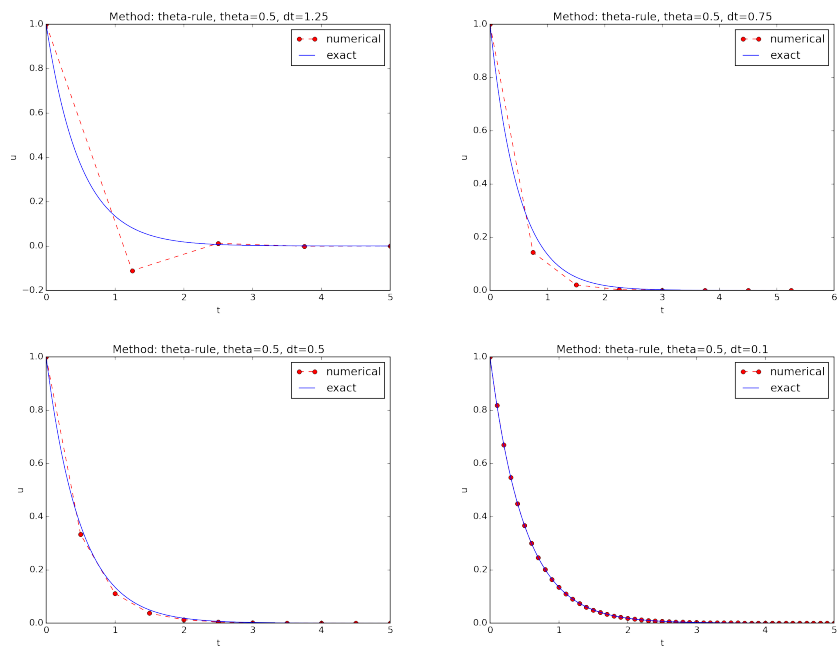 Method: theta-rule, theta=0.5, dt=1.25
1.0
0.8
0.6
0.4
0.2
0.0
−0.2
u
numerical
exact
0 1 2 3 4 5
t
Method: theta-rule, theta=0.5, dt=0.75
1.0
0.8
0.6
0.4
0.2
0.0
u
numerical
exact
0 1 2 3 4 5 6
t
Method: theta-rule, theta=0.5, dt=0.5
1.0
0.8
0.6
0.4
0.2
0.0
u
numerical
exact
0 1 2 3 4 5
t
Method: theta-rule, theta=0.5, dt=0.1
1.0
0.8
0.6
0.4
0.2
0.0
u
numerical
exact
0 1 2 3 4 5
t